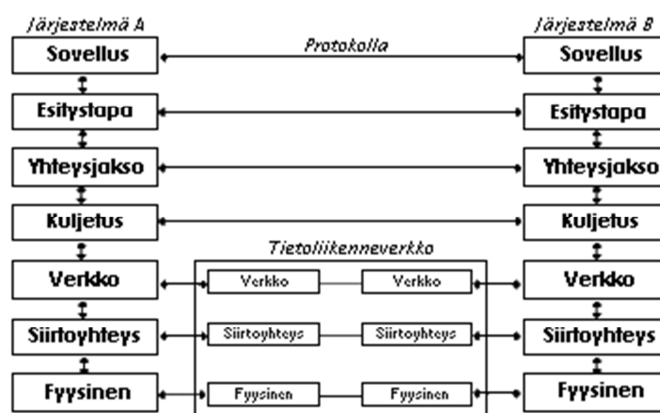 Järjestelmä A
Järjestelmä B
Sovellus
Protokolla
Sovellus
Esitystapa
Esitystapa
Yhteysjakso
Yhteysjakso
Kuljetus
Kuljetus
Tietoliikenneverkko
Verkko
Verkko
Verkko
Verkko
Siirtoyhteys
Siirtoyhteys
Siirtoyhteys
Siirtoyhteys
Fyysinen
Fyysinen
Fyysinen
Fyysinen